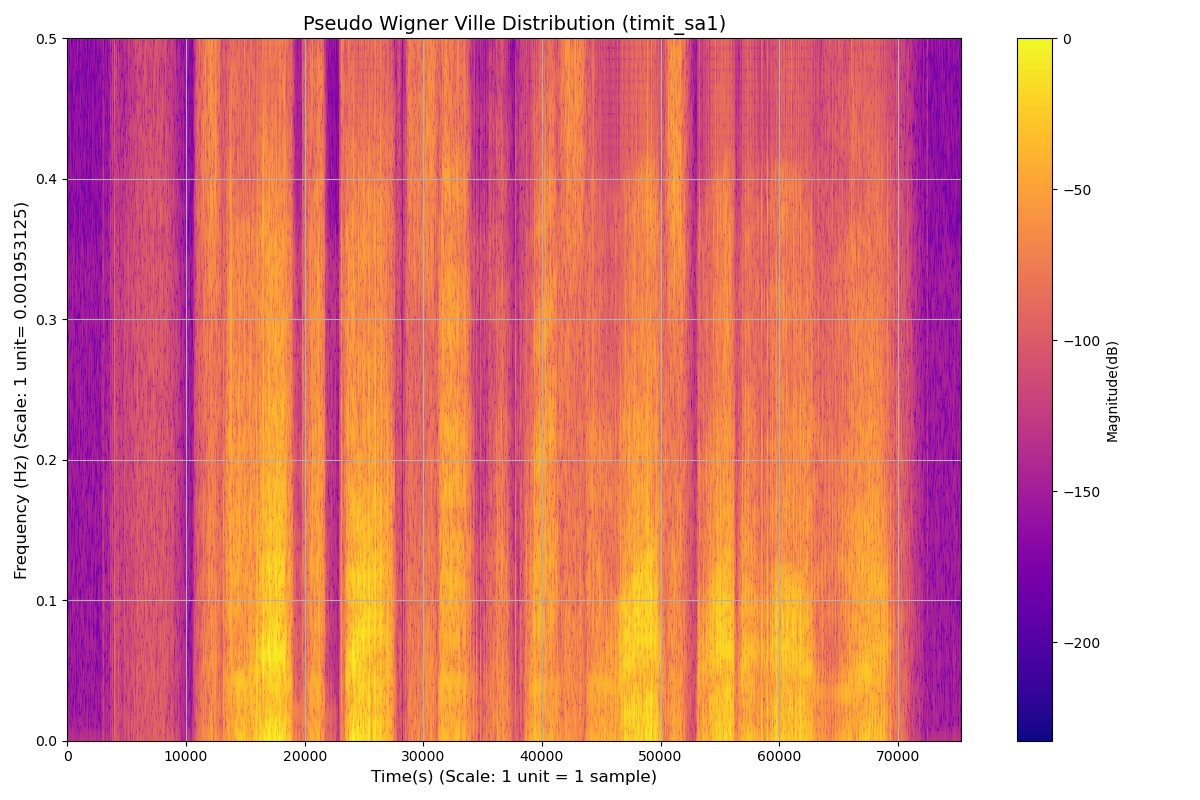 Pseudo Wigner Ville Distribution (timit_sa1)
0.5
0.4
0.3
0.2
0.1
0.0
Frequency (Hz) (Scale: 1 unit= 0.001953125)
0 10000 20000 30000 40000 50000 60000 70000
Time(s) (Scale: 1 unit = 1 sample)
0
−50
−100
−150
−200
Magnitude(dB)